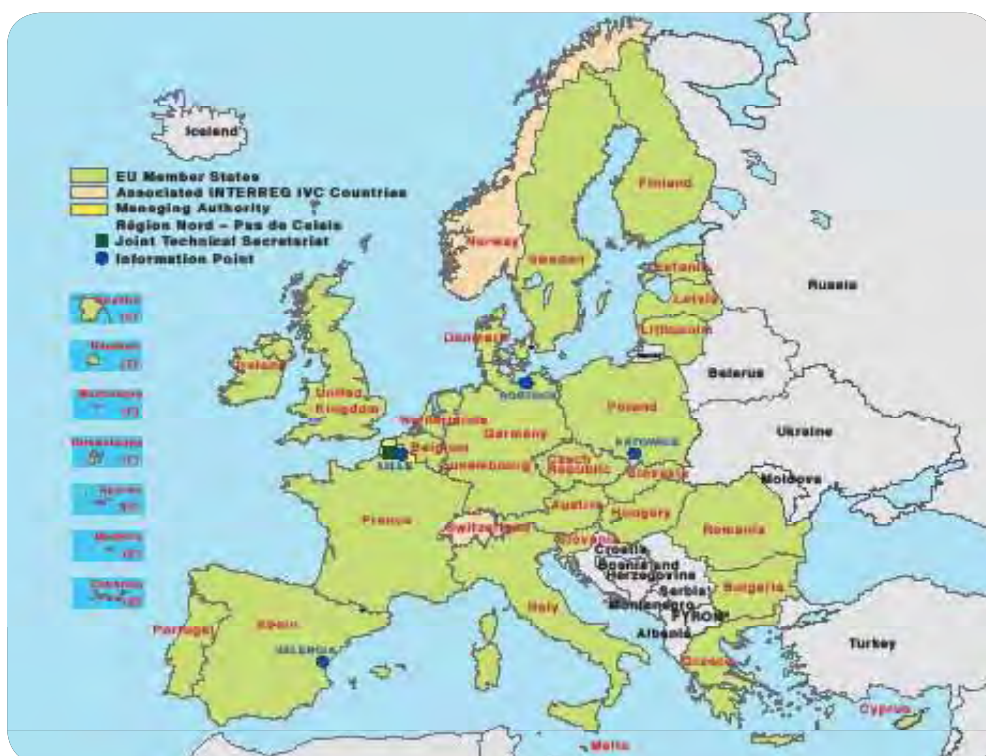 Iceland
EU Member States
Associated INTERREG IVC Countries
Managing Authority
Région Nord – Pas de Calais
Joint Technical Secretariat
Information Point
Finland
Norway
Sweden
Estonia
Latvia
Lithuania
Russia
Denmark
Belarus
Ireland
United
Kingdom
ROSTOCK
Poland
Netherlands
Germany
Ukraine
Belgium
LILLE
KATOWICE
Luxembourg
Czech
Republic
Slovakia
Moldova
France
Austria
Hungary
Switzerland
Romania
Slovenia
Croatia
Bosnia and
Herzegovina
Serbia
Bulgaria
Montenegro
Italy
FYROM
Albania
Portugal
Spain
VALENCIA
Greece
Turkey
Cyprus
Malta